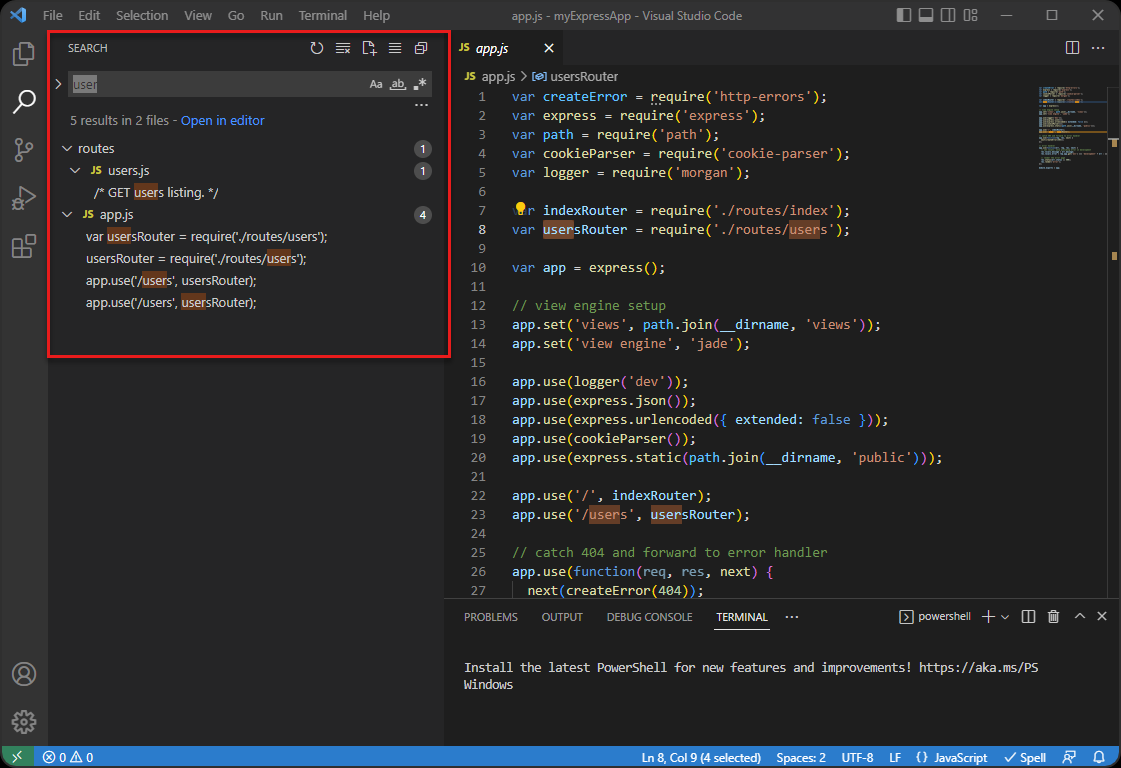 File Edit Selection View Go Run Terminal Help app.js - myExpressApp - Visual Studio Code
SEARCH
user
Aa ab
5 results in 2 files - Open in editor
routes 1
JS users.js 1
/* GET users listing. */
JS app.js 4
var usersRouter = require('./routes/users');
usersRouter = require('./routes/users');
app.use('/users', usersRouter);
app.use('/users', usersRouter);
JS app.js
JS app.js > usersRouter
1 var createError = require('http-errors');
2 var express = require('express');
3 var path = require('path');
4 var cookieParser = require('cookie-parser');
5 var logger = require('morgan');
6
7 var indexRouter = require('./routes/index');
8 var usersRouter = require('./routes/users');
9
10 var app = express();
11
12 // view engine setup
13 app.set('views', path.join(__dirname, 'views'));
14 app.set('view engine', 'jade');
15
16 app.use(logger('dev'));
17 app.use(express.json());
18 app.use(express.urlencoded({ extended: false }));
19 app.use(cookieParser());
20 app.use(express.static(path.join(__dirname, 'public')));
21
22 app.use('/', indexRouter);
23 app.use('/users', usersRouter);
24
25 // catch 404 and forward to error handler
26 app.use(function(req, res, next) {
27 next(createError(404));
PROBLEMS OUTPUT DEBUG CONSOLE TERMINAL ··· powershell
Install the latest PowerShell for new features and improvements! https://aka.ms/PS
Windows
0 0 Ln 8, Col 9 (4 selected) Spaces: 2 UTF-8 LF {} JavaScript Spell